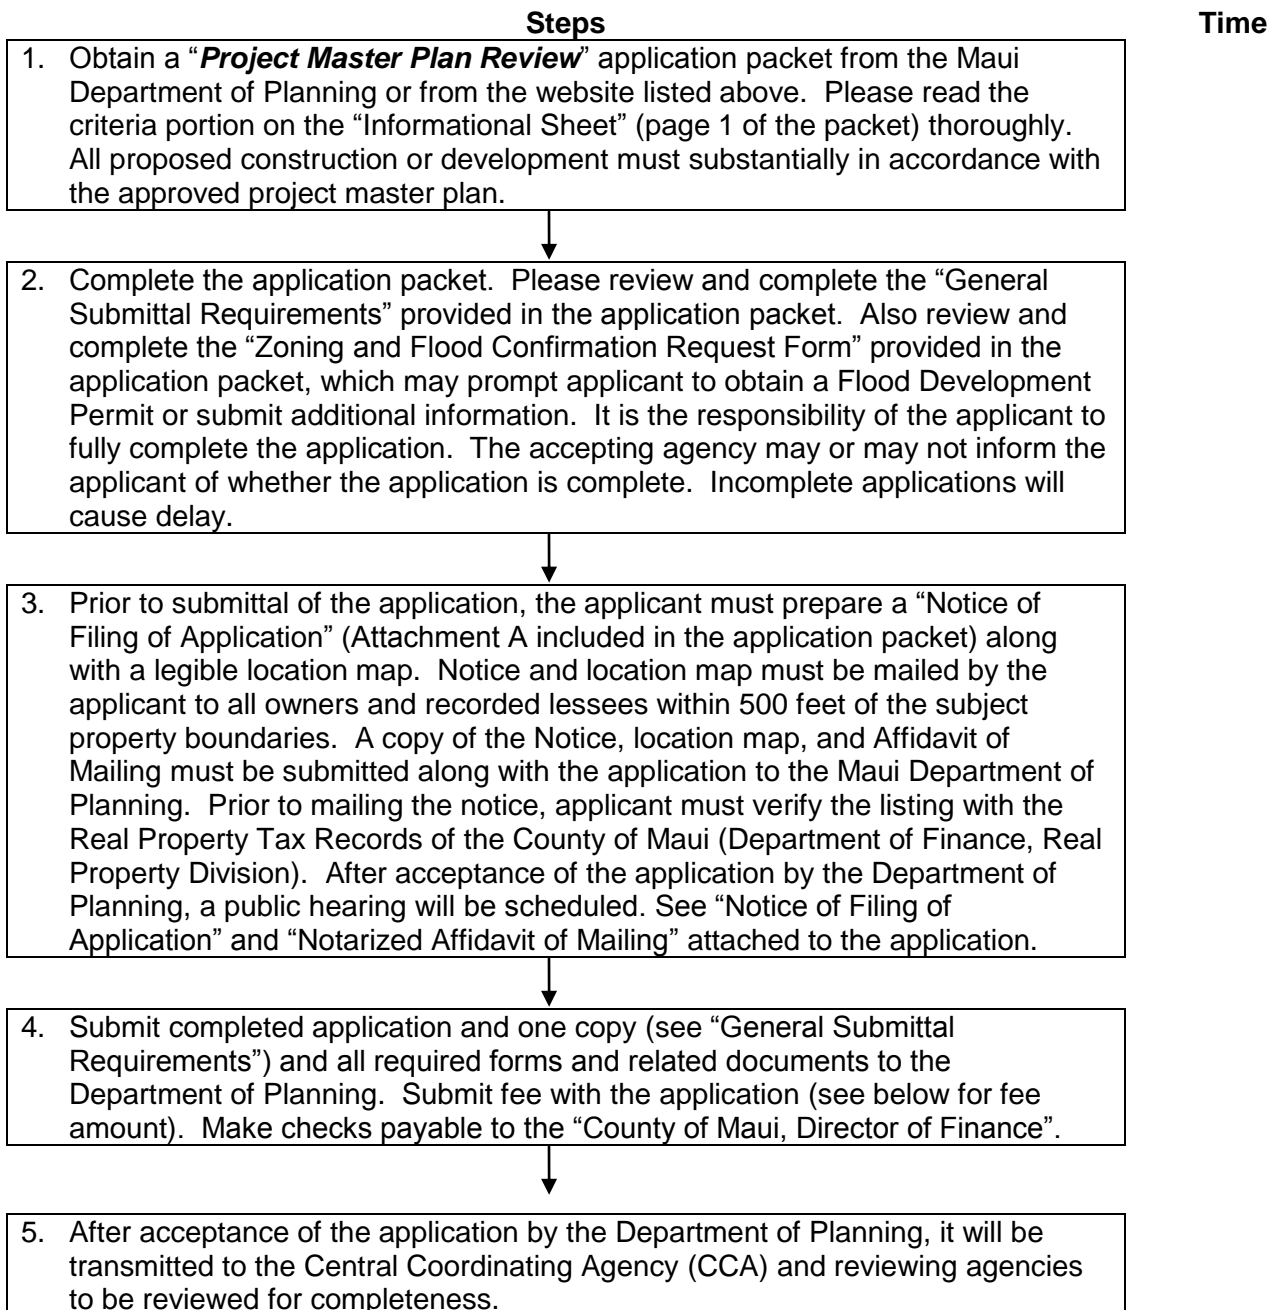 Steps Time
1. Obtain a “Project Master Plan Review” application packet from the Maui
Department of Planning or from the website listed above. Please read the
criteria portion on the “Informational Sheet” (page 1 of the packet) thoroughly.
All proposed construction or development must substantially in accordance with
the approved project master plan.
2. Complete the application packet. Please review and complete the “General
Submittal Requirements” provided in the application packet. Also review and
complete the “Zoning and Flood Confirmation Request Form” provided in the
application packet, which may prompt applicant to obtain a Flood Development
Permit or submit additional information. It is the responsibility of the applicant to
fully complete the application. The accepting agency may or may not inform the
applicant of whether the application is complete. Incomplete applications will
cause delay.
3. Prior to submittal of the application, the applicant must prepare a “Notice of
Filing of Application” (Attachment A included in the application packet) along
with a legible location map. Notice and location map must be mailed by the
applicant to all owners and recorded lessees within 500 feet of the subject
property boundaries. A copy of the Notice, location map, and Affidavit of
Mailing must be submitted along with the application to the Maui Department of
Planning. Prior to mailing the notice, applicant must verify the listing with the
Real Property Tax Records of the County of Maui (Department of Finance, Real
Property Division). After acceptance of the application by the Department of
Planning, a public hearing will be scheduled. See “Notice of Filing of
Application” and “Notarized Affidavit of Mailing” attached to the application.
4. Submit completed application and one copy (see “General Submittal
Requirements”) and all required forms and related documents to the
Department of Planning. Submit fee with the application (see below for fee
amount). Make checks payable to the “County of Maui, Director of Finance”.
5. After acceptance of the application by the Department of Planning, it will be
transmitted to the Central Coordinating Agency (CCA) and reviewing agencies
to be reviewed for completeness.